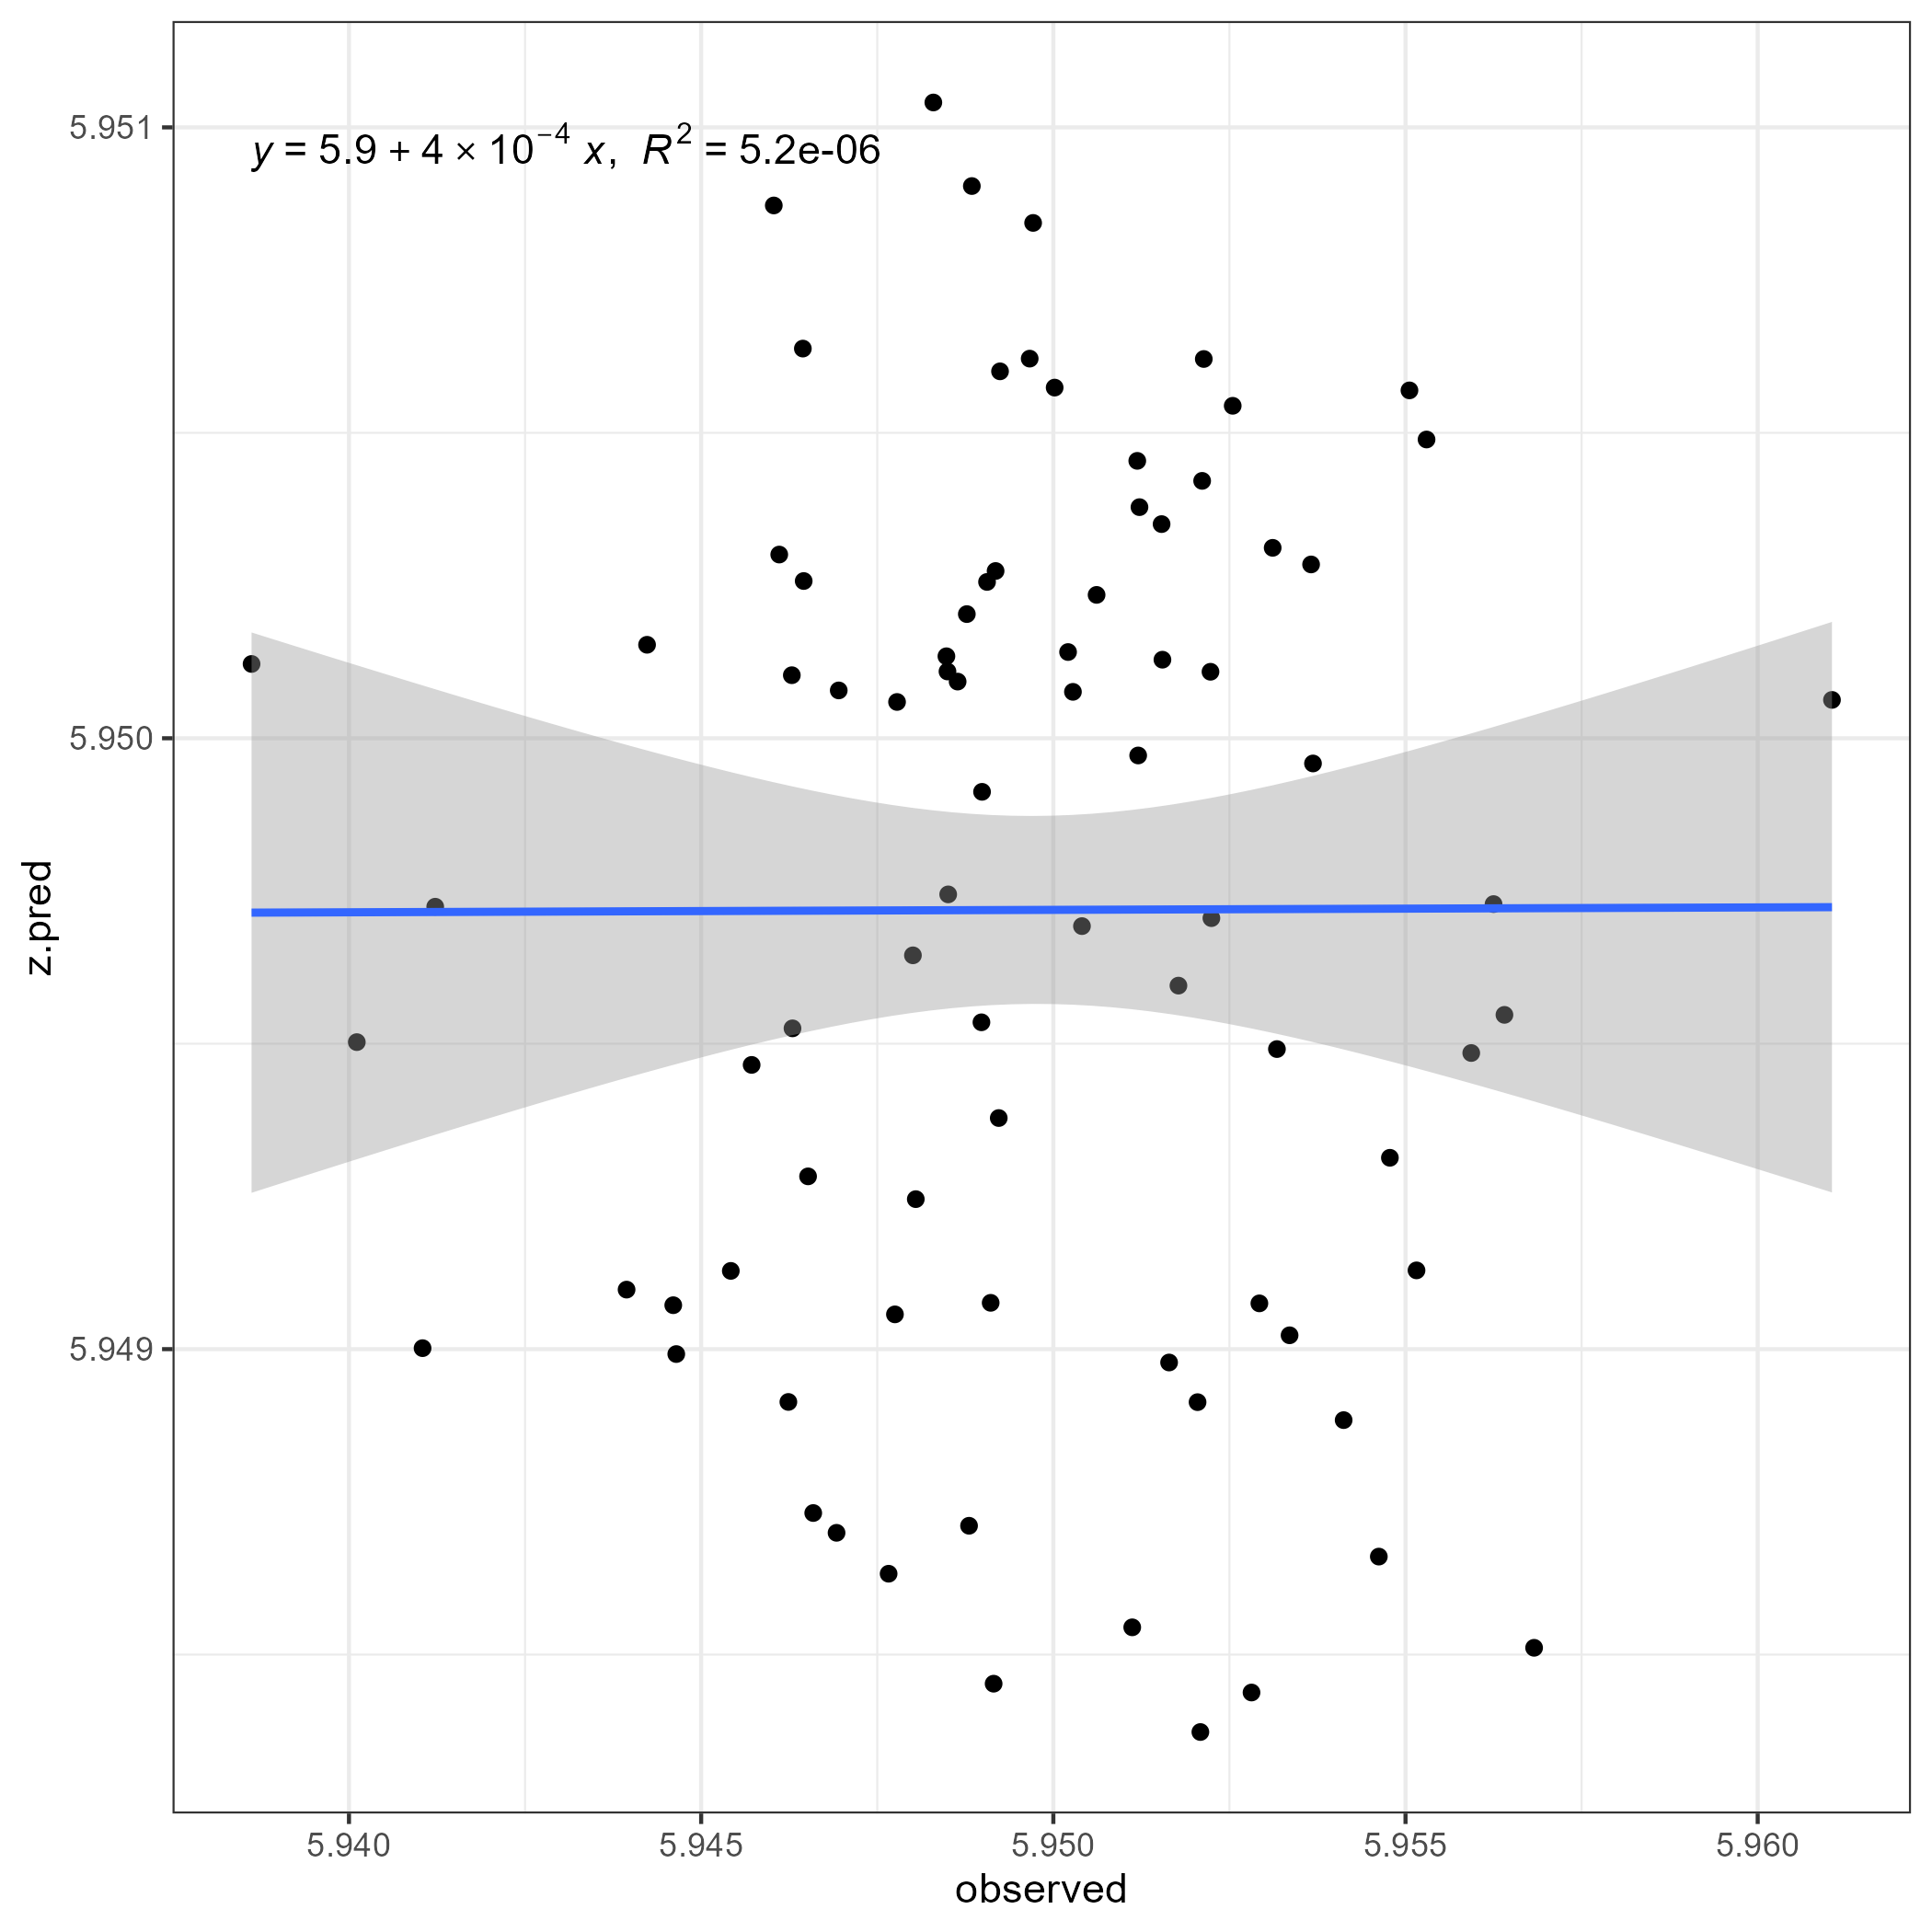 5.951
y = 5.9 + 4 × 10⁻⁴ x, R² = 5.2e-06
5.950
z.pred
5.949
5.940 5.945 5.950 5.955 5.960
observed